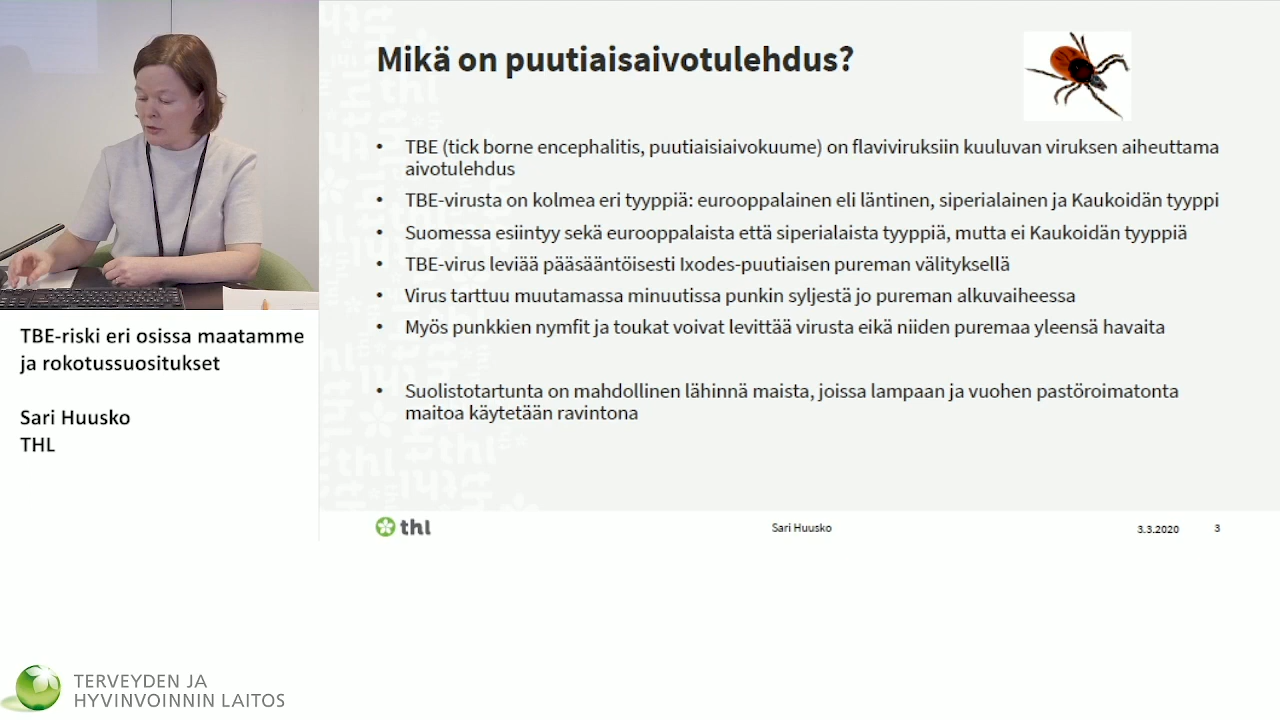 Mikä on puutiaisaivotulehdus?
• TBE (tick borne encephalitis, puutiaisiaivokuume) on flaviviruksiin kuuluvan viruksen aiheuttama
aivotulehdus
• TBE-virusta on kolmea eri tyyppiä: eurooppalainen eli läntinen, siperialainen ja Kaukoidän tyyppi
• Suomessa esiintyy sekä eurooppalaista että siperialaista tyyppiä, mutta ei Kaukoidän tyyppiä
• TBE-virus leviää pääsääntöisesti Ixodes-puutiaisen pureman välityksellä
• Virus tarttuu muutamassa minuutissa punkin syljestä jo pureman alkuvaiheessa
• Myös punkkien nymfit ja toukat voivat levittää virusta eikä niiden puremaa yleensä havaita
• Suolistotartunta on mahdollinen lähinnä maista, joissa lampaan ja vuohen pastöroimatonta
maitoa käytetään ravintona
thl
Sari Huusko
3.3.2020
3
TBE-riski eri osissa maatamme
ja rokotussuositukset
Sari Huusko
THL
TERVEYDEN JA
HYVINVOINNIN LAITOS